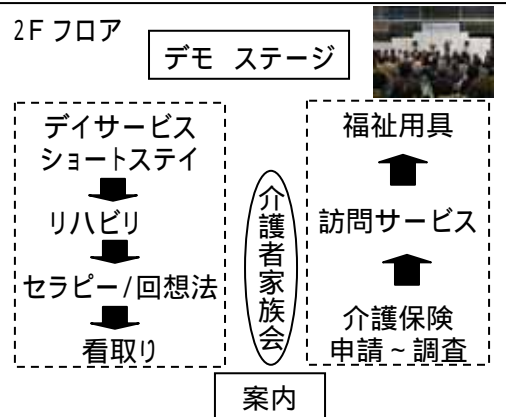 2Fフロア
デモ ステージ
デイサービス
ショートステイ
リハビリ
セラピー/回想法
看取り
介護者家族会
福祉用具
訪問サービス
介護保険
申請~調査
案内